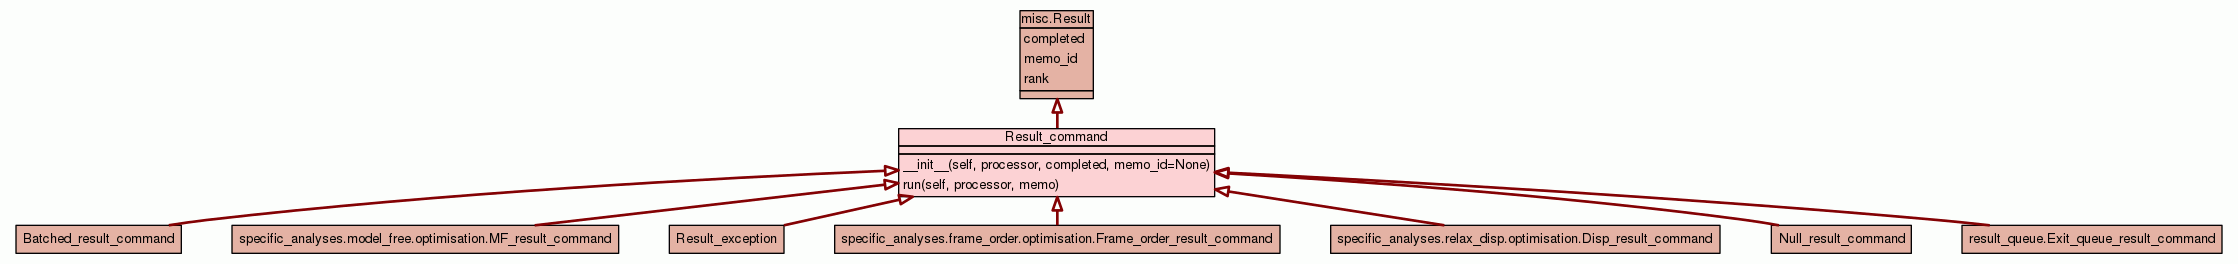 misc.Result
completed
memo_id
rank
Result_command
__init__(self, processor, completed, memo_id=None)
run(self, processor, memo)
Batched_result_command
specific_analyses.model_free.optimisation.MF_result_command
Result_exception
specific_analyses.frame_order.optimisation.Frame_order_result_command
specific_analyses.relax_disp.optimisation.Disp_result_command
Null_result_command
result_queue.Exit_queue_result_command